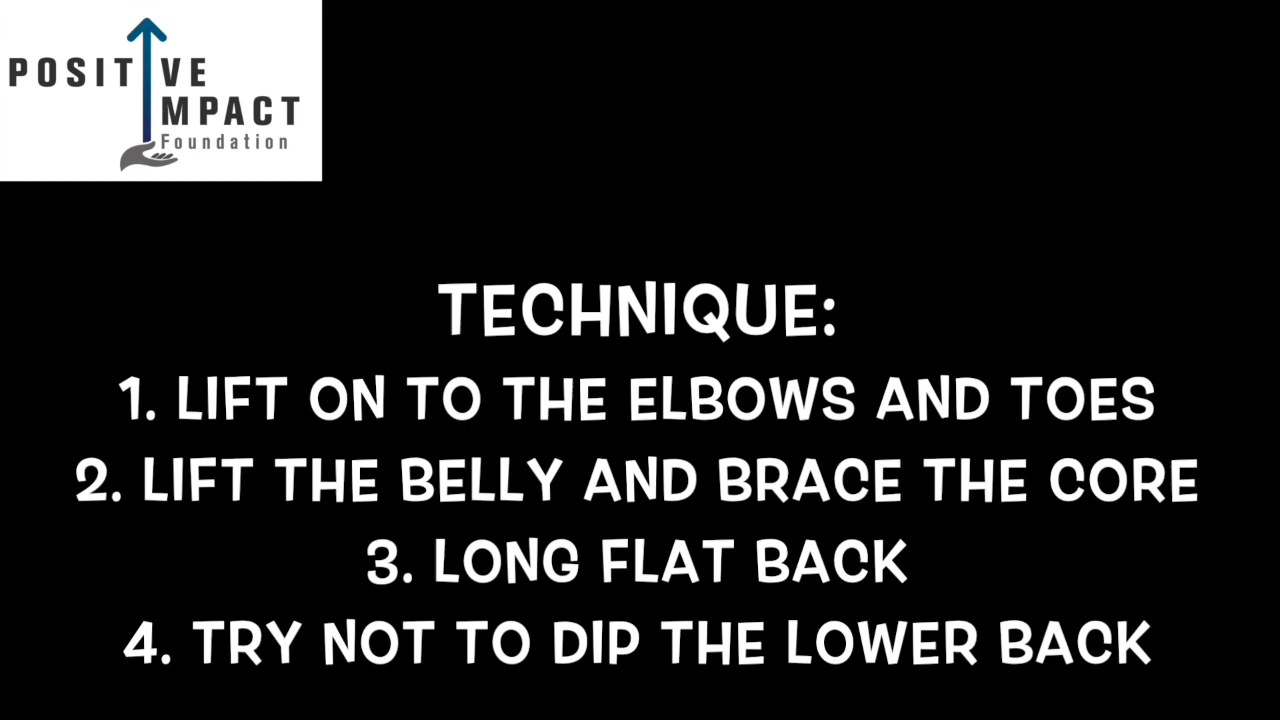 POSITIVE
IMPACT
Foundation
TECHNIQUE:
1. LIFT ON TO THE ELBOWS AND TOES
2. LIFT THE BELLY AND BRACE THE CORE
3. LONG FLAT BACK
4. TRY NOT TO DIP THE LOWER BACK